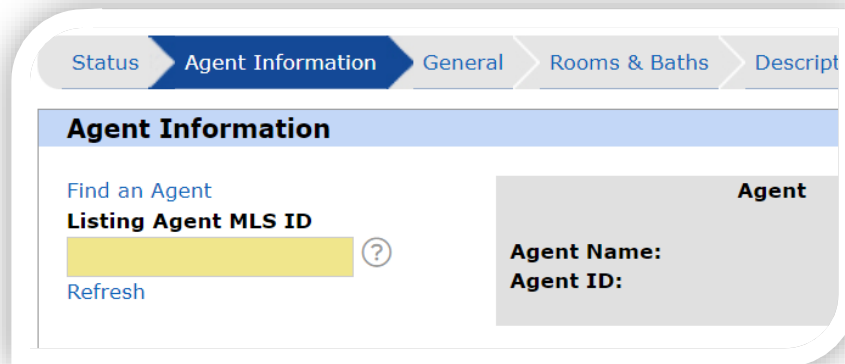 Status Agent Information General Rooms & Baths Descript
Agent Information
Find an Agent
Listing Agent MLS ID
?
Refresh
Agent
Agent Name:
Agent ID: